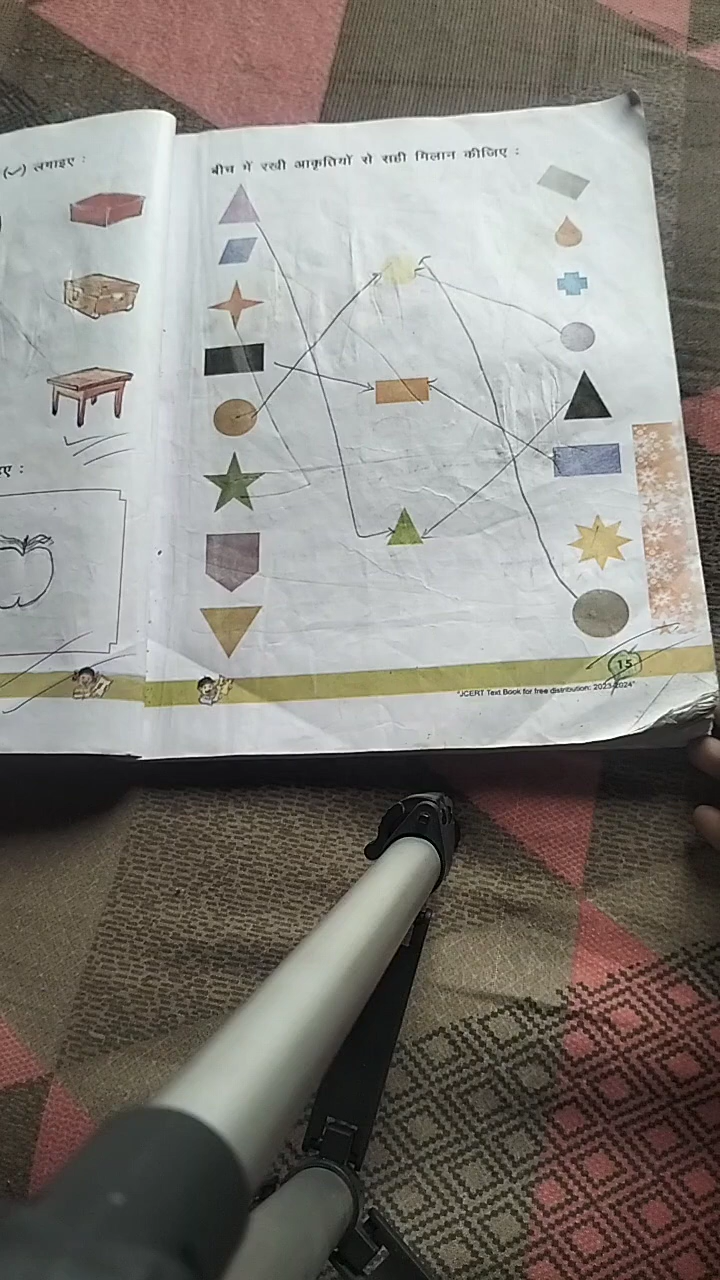 (✓) लगाइए :
बीच में रखी आकृतियों से सही मिलान कीजिए :
15
"JCERT Text Book for free distribution: 2023-2024"